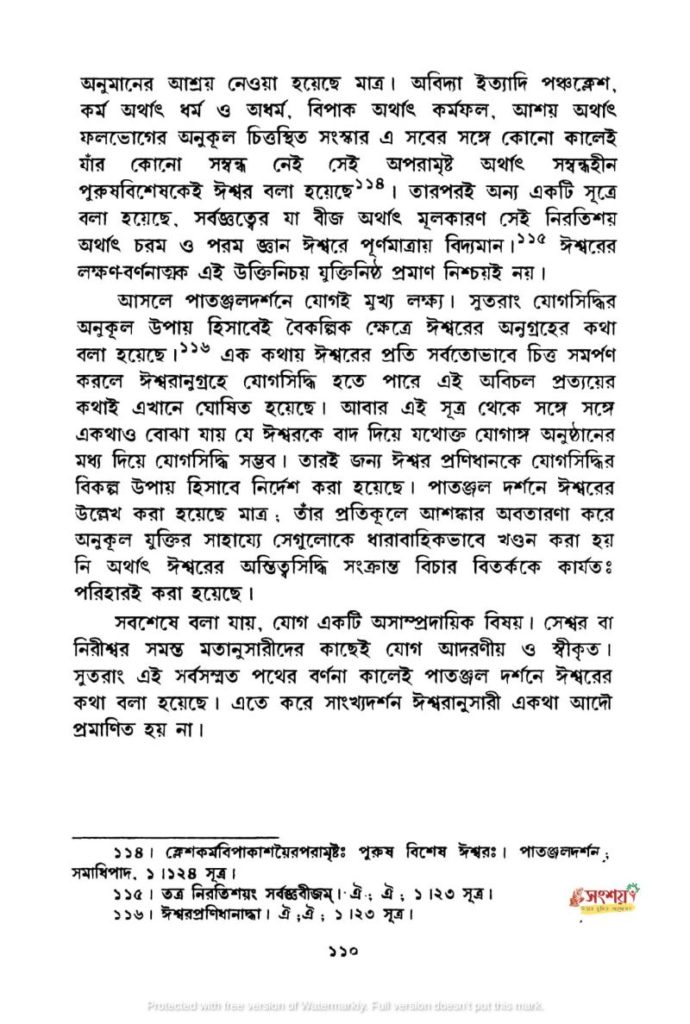 অনুমানের আশ্রয় নেওয়া হয়েছে মাত্র। অবিদ্যা ইত্যাদি পঞ্চক্লেশ,
কর্ম অর্থাৎ ধর্ম ও অধর্ম, বিপাক অর্থাৎ কর্মফল, আশয় অর্থাৎ
ফলভোগের অনুকূল চিত্তস্থিত সংস্কার এ সবের সঙ্গে কোনো কালেই
যাঁর কোনো সম্বন্ধ নেই সেই অপরামৃষ্ট অর্থাৎ সম্বন্ধহীন
পুরুষবিশেষকেই ঈশ্বর বলা হয়েছে১১৪। তারপরই অন্য একটি সূত্রে
বলা হয়েছে, সর্বজ্ঞত্বের যা বীজ অর্থাৎ মূলকারণ সেই নিরতিশয়
অর্থাৎ চরম ও পরম জ্ঞান ঈশ্বরে পূর্ণমাত্রায় বিদ্যমান।১১৫ ঈশ্বরের
লক্ষণ-বর্ণনাত্মক এই উক্তিনিচয় যুক্তিনিষ্ঠ প্রমাণ নিশ্চয়ই নয়।
আসলে পাতঞ্জলদর্শনে যোগই মুখ্য লক্ষ্য। সুতরাং যোগসিদ্ধির
অনুকূল উপায় হিসাবেই বৈকল্পিক ক্ষেত্রে ঈশ্বরের অনুগ্রহের কথা
বলা হয়েছে।১১৬ এক কথায় ঈশ্বরের প্রতি সর্বতোভাবে চিত্ত সমর্পণ
করলে ঈশ্বরানুগ্রহে যোগসিদ্ধি হতে পারে এই অবিচল প্রত্যয়ের
কথাই এখানে ঘোষিত হয়েছে। আবার এই সূত্র থেকে সঙ্গে সঙ্গে
একথাও বোঝা যায় যে ঈশ্বরকে বাদ দিয়ে যথোক্ত যোগাঙ্গ অনুষ্ঠানের
মধ্য দিয়ে যোগসিদ্ধি সম্ভব। তারই জন্য ঈশ্বর প্রণিধানকে যোগসিদ্ধির
বিকল্প উপায় হিসাবে নির্দেশ করা হয়েছে। পাতঞ্জল দর্শনে ঈশ্বরের
উল্লেখ করা হয়েছে মাত্র; তাঁর প্রতিকূলে আশঙ্কার অবতারণা করে
অনুকূল যুক্তির সাহায্যে সেগুলোকে ধারাবাহিকভাবে খণ্ডন করা হয়
নি অর্থাৎ ঈশ্বরের অস্তিত্বসিদ্ধি সংক্রান্ত বিচার বিতর্ককে কার্যতঃ
পরিহারই করা হয়েছে।
সবশেষে বলা যায়, যোগ একটি অসাম্প্রদায়িক বিষয়। সেশ্বর বা
নিরীশ্বর সমস্ত মতানুসারীদের কাছেই যোগ আদরণীয় ও স্বীকৃত।
সুতরাং এই সর্বসম্মত পথের বর্ণনা কালেই পাতঞ্জল দর্শনে ঈশ্বরের
কথা বলা হয়েছে। এতে করে সাংখ্যদর্শন ঈশ্বরানুসারী একথা আদৌ
প্রমাণিত হয় না।
১১৪। ক্লেশকর্মবিপাকাশয়ৈরপরামৃষ্টঃ পুরুষ বিশেষ ঈশ্বরঃ। পাতঞ্জলদর্শন;
সমাধিপাদ, ১।১২৪ সূত্র।
১১৫। তত্র নিরতিশয়ং সর্বজ্ঞবীজম্। ঐ; ঐ; ১।২৩ সূত্র।
১১৬। ঈশ্বরপ্রণিধানাদ্ধা। ঐ;ঐ; ১।২৩ সূত্র।
সংশয়
১১০
Protected with free version of Watermarkly. Full version doesn't put this mark.